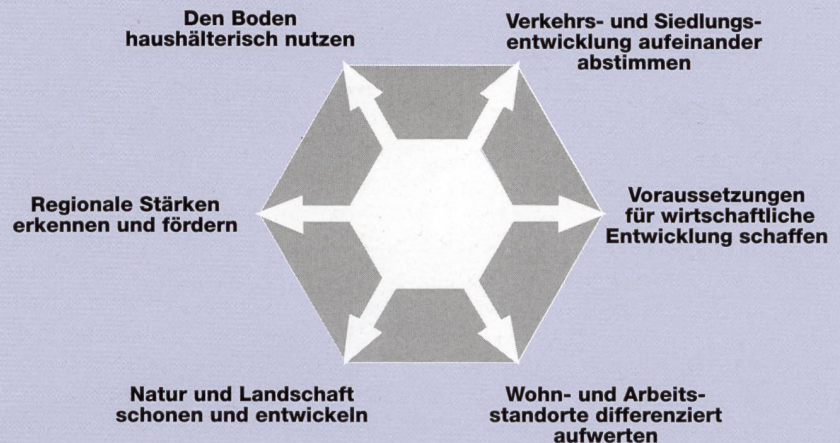 Den Boden
haushälterisch nutzen
Verkehrs- und Siedlungs-
entwicklung aufeinander
abstimmen
Regionale Stärken
erkennen und fördern
Voraussetzungen
für wirtschaftliche
Entwicklung schaffen
Natur und Landschaft
schonen und entwickeln
Wohn- und Arbeits-
standorte differenziert
aufwerten